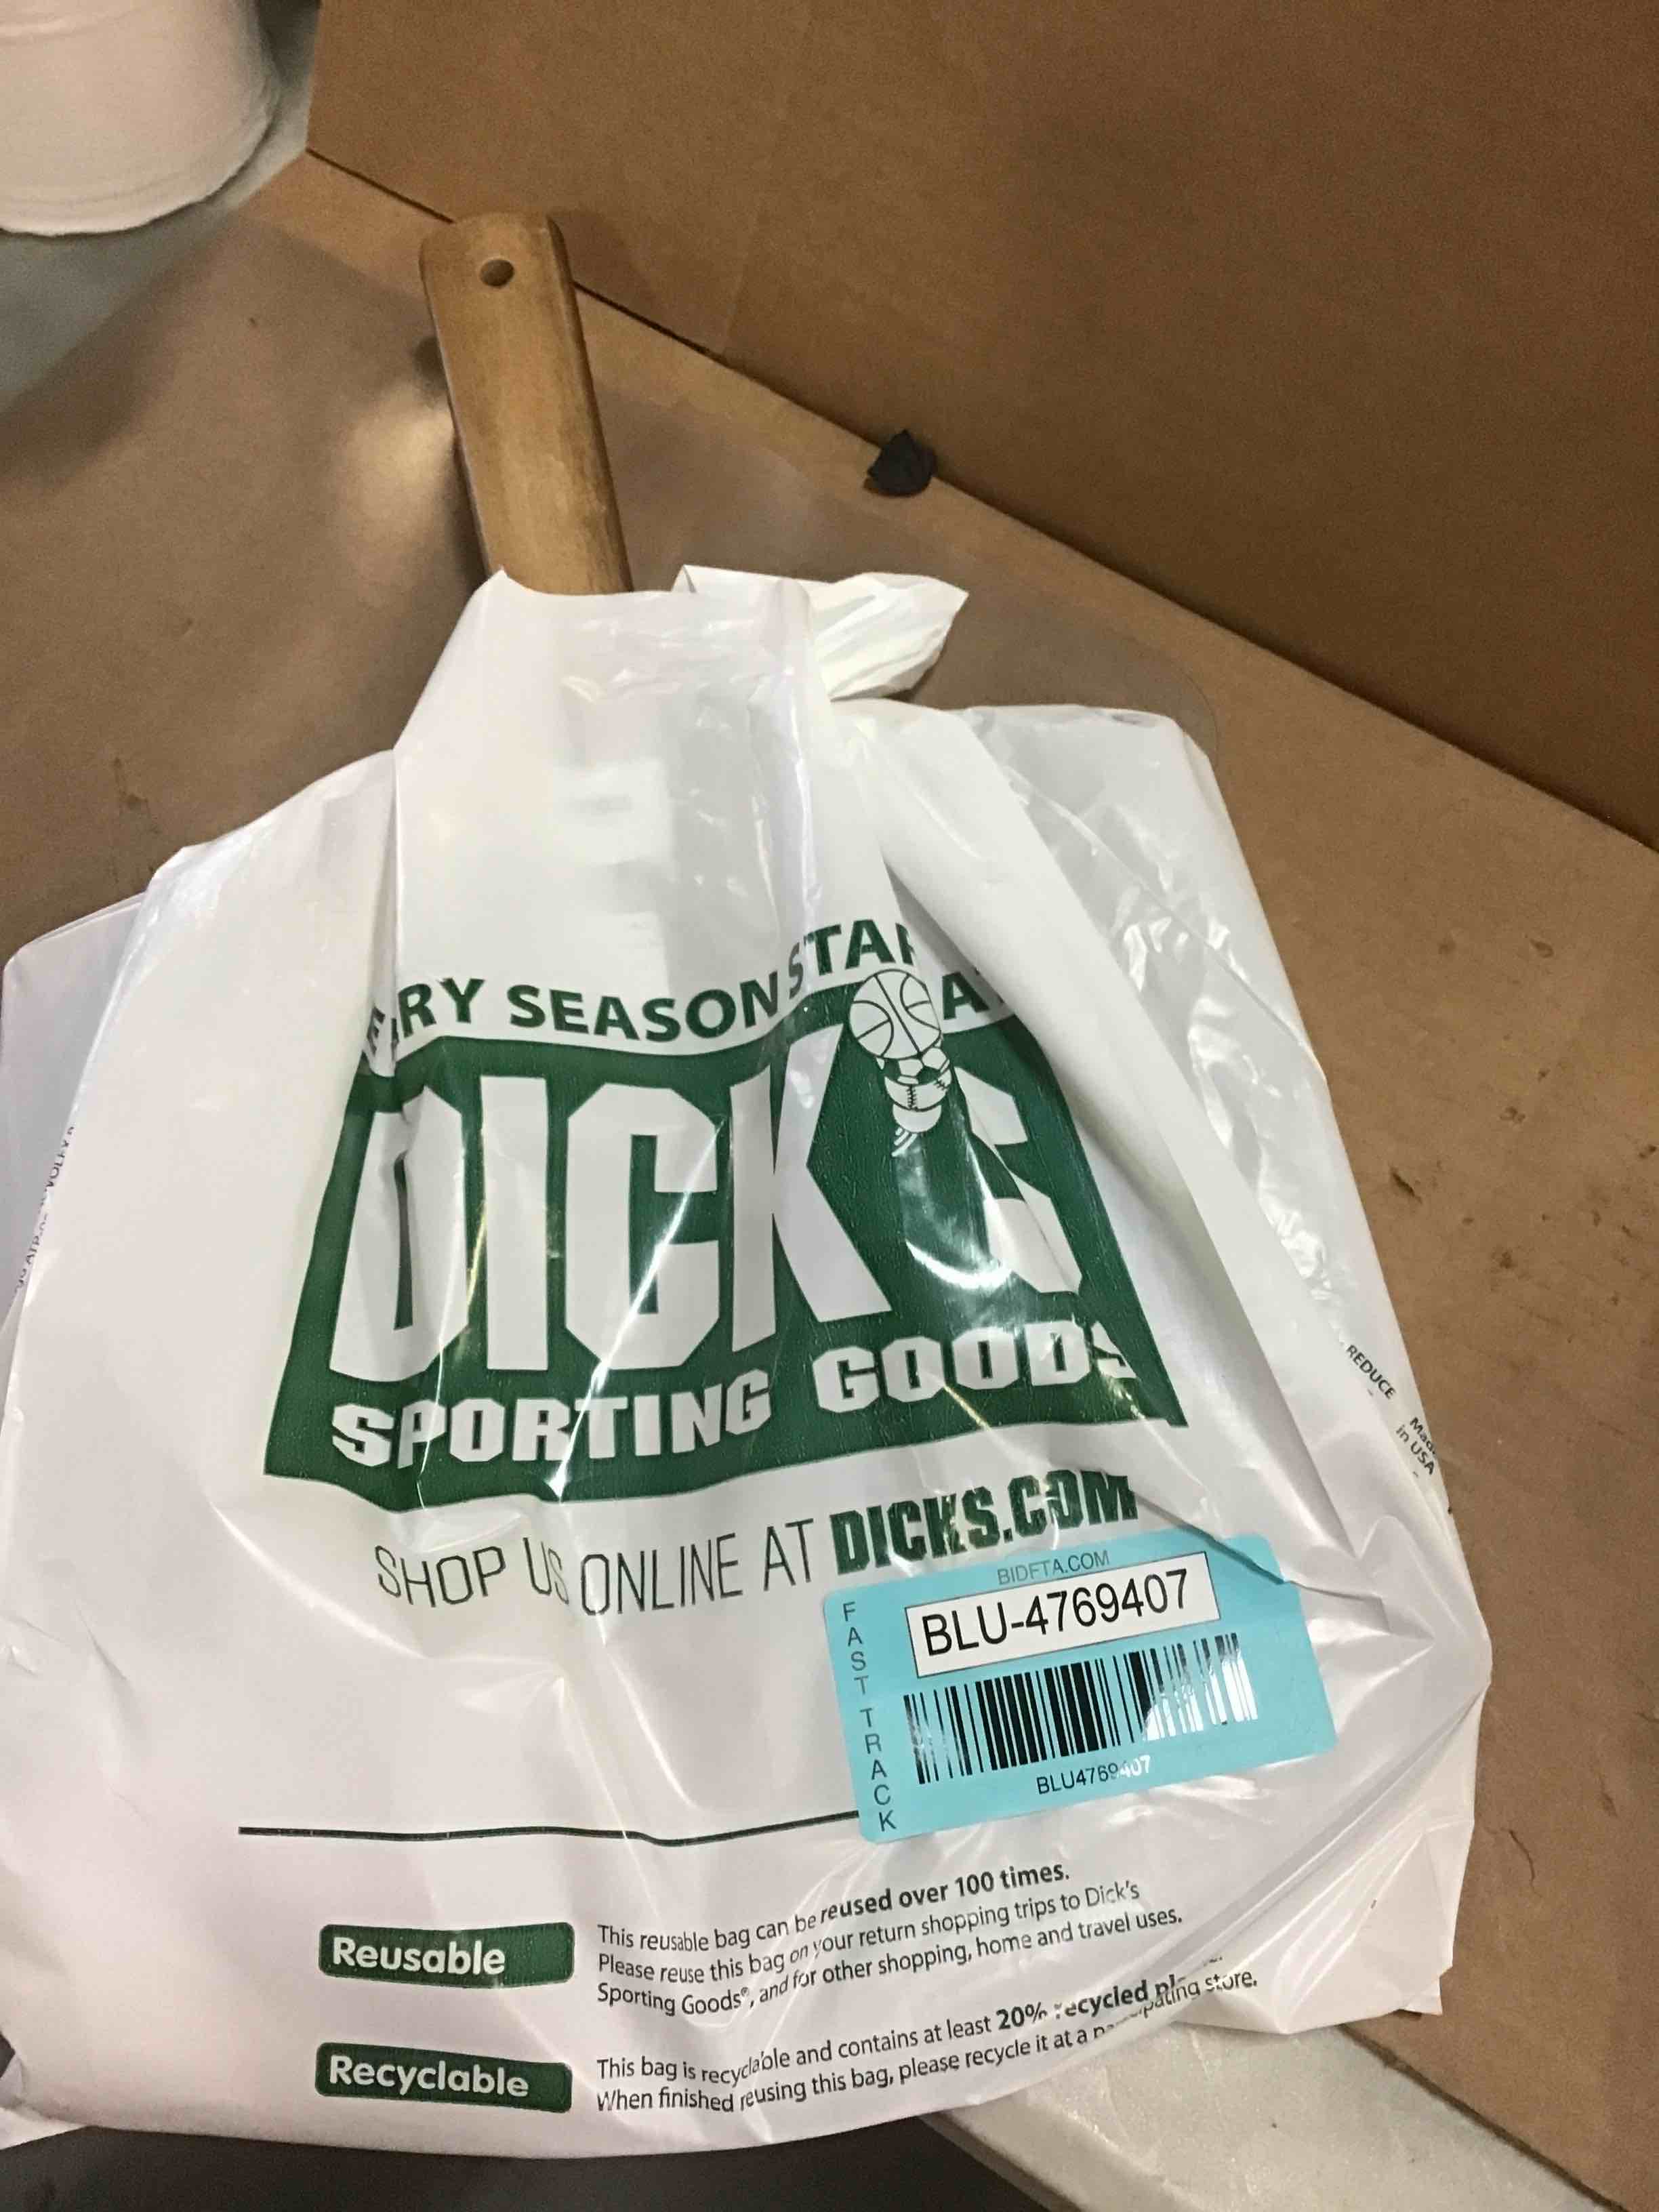 RY SEASON STAR
DICK'S
SPORTING GOODS
SHOP US ONLINE AT DICKS.COM
BIDFTA.COM
BLU-4769407
FAST TRACK
BLU4769407
Reusable
This reusable bag can be reused over 100 times.
Please reuse this bag on your return shopping trips to Dick's
Sporting Goods®, and for other shopping, home and travel uses.
Recyclable
This bag is recyclable and contains at least 20% recycled
When finished reusing this bag, please recycle it at a participating store.
REDUCE
Made
in USA